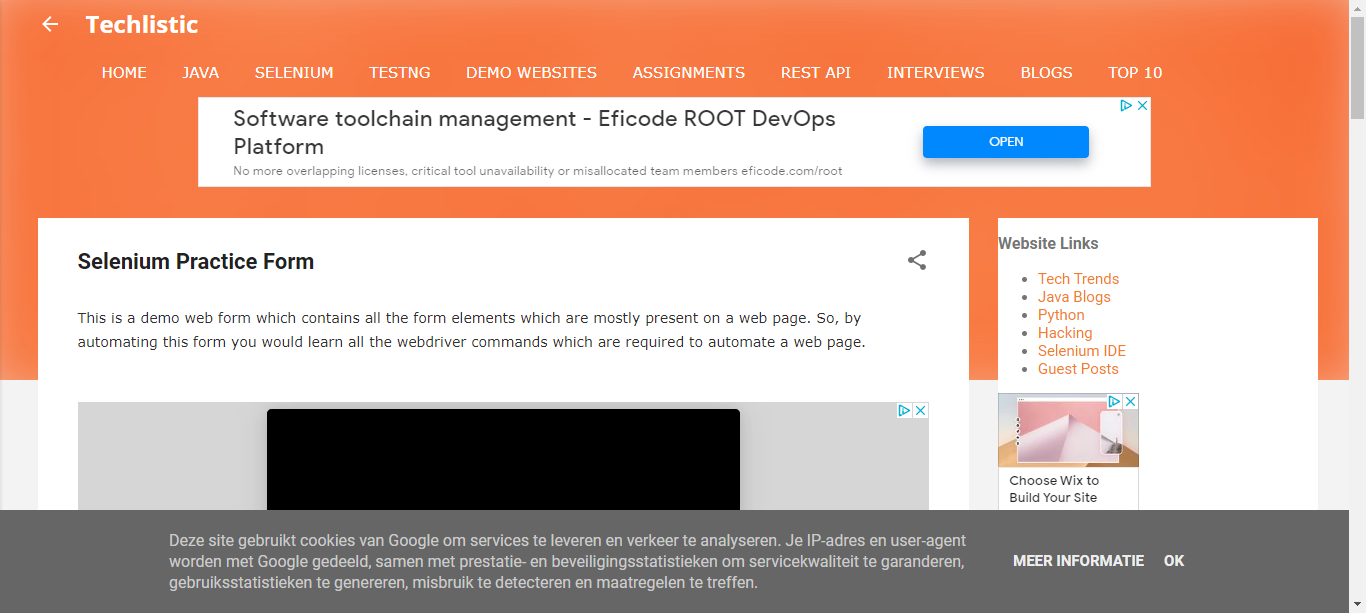 Techlistic
HOME JAVA SELENIUM TESTNG DEMO WEBSITES ASSIGNMENTS REST API INTERVIEWS BLOGS TOP 10
Software toolchain management - Eficode ROOT DevOps
Platform
No more overlapping licenses, critical tool unavailability or misallocated team members eficode.com/root
OPEN
Selenium Practice Form
This is a demo web form which contains all the form elements which are mostly present on a web page. So, by
automating this form you would learn all the webdriver commands which are required to automate a web page.
Website Links
Tech Trends
Java Blogs
Python
Hacking
Selenium IDE
Guest Posts
Choose Wix to
Build Your Site
Deze site gebruikt cookies van Google om services te leveren en verkeer te analyseren. Je IP-adres en user-agent
worden met Google gedeeld, samen met prestatie- en beveiligingsstatistieken om servicekwaliteit te garanderen,
gebruiksstatistieken te genereren, misbruik te detecteren en maatregelen te treffen.
MEER INFORMATIE OK